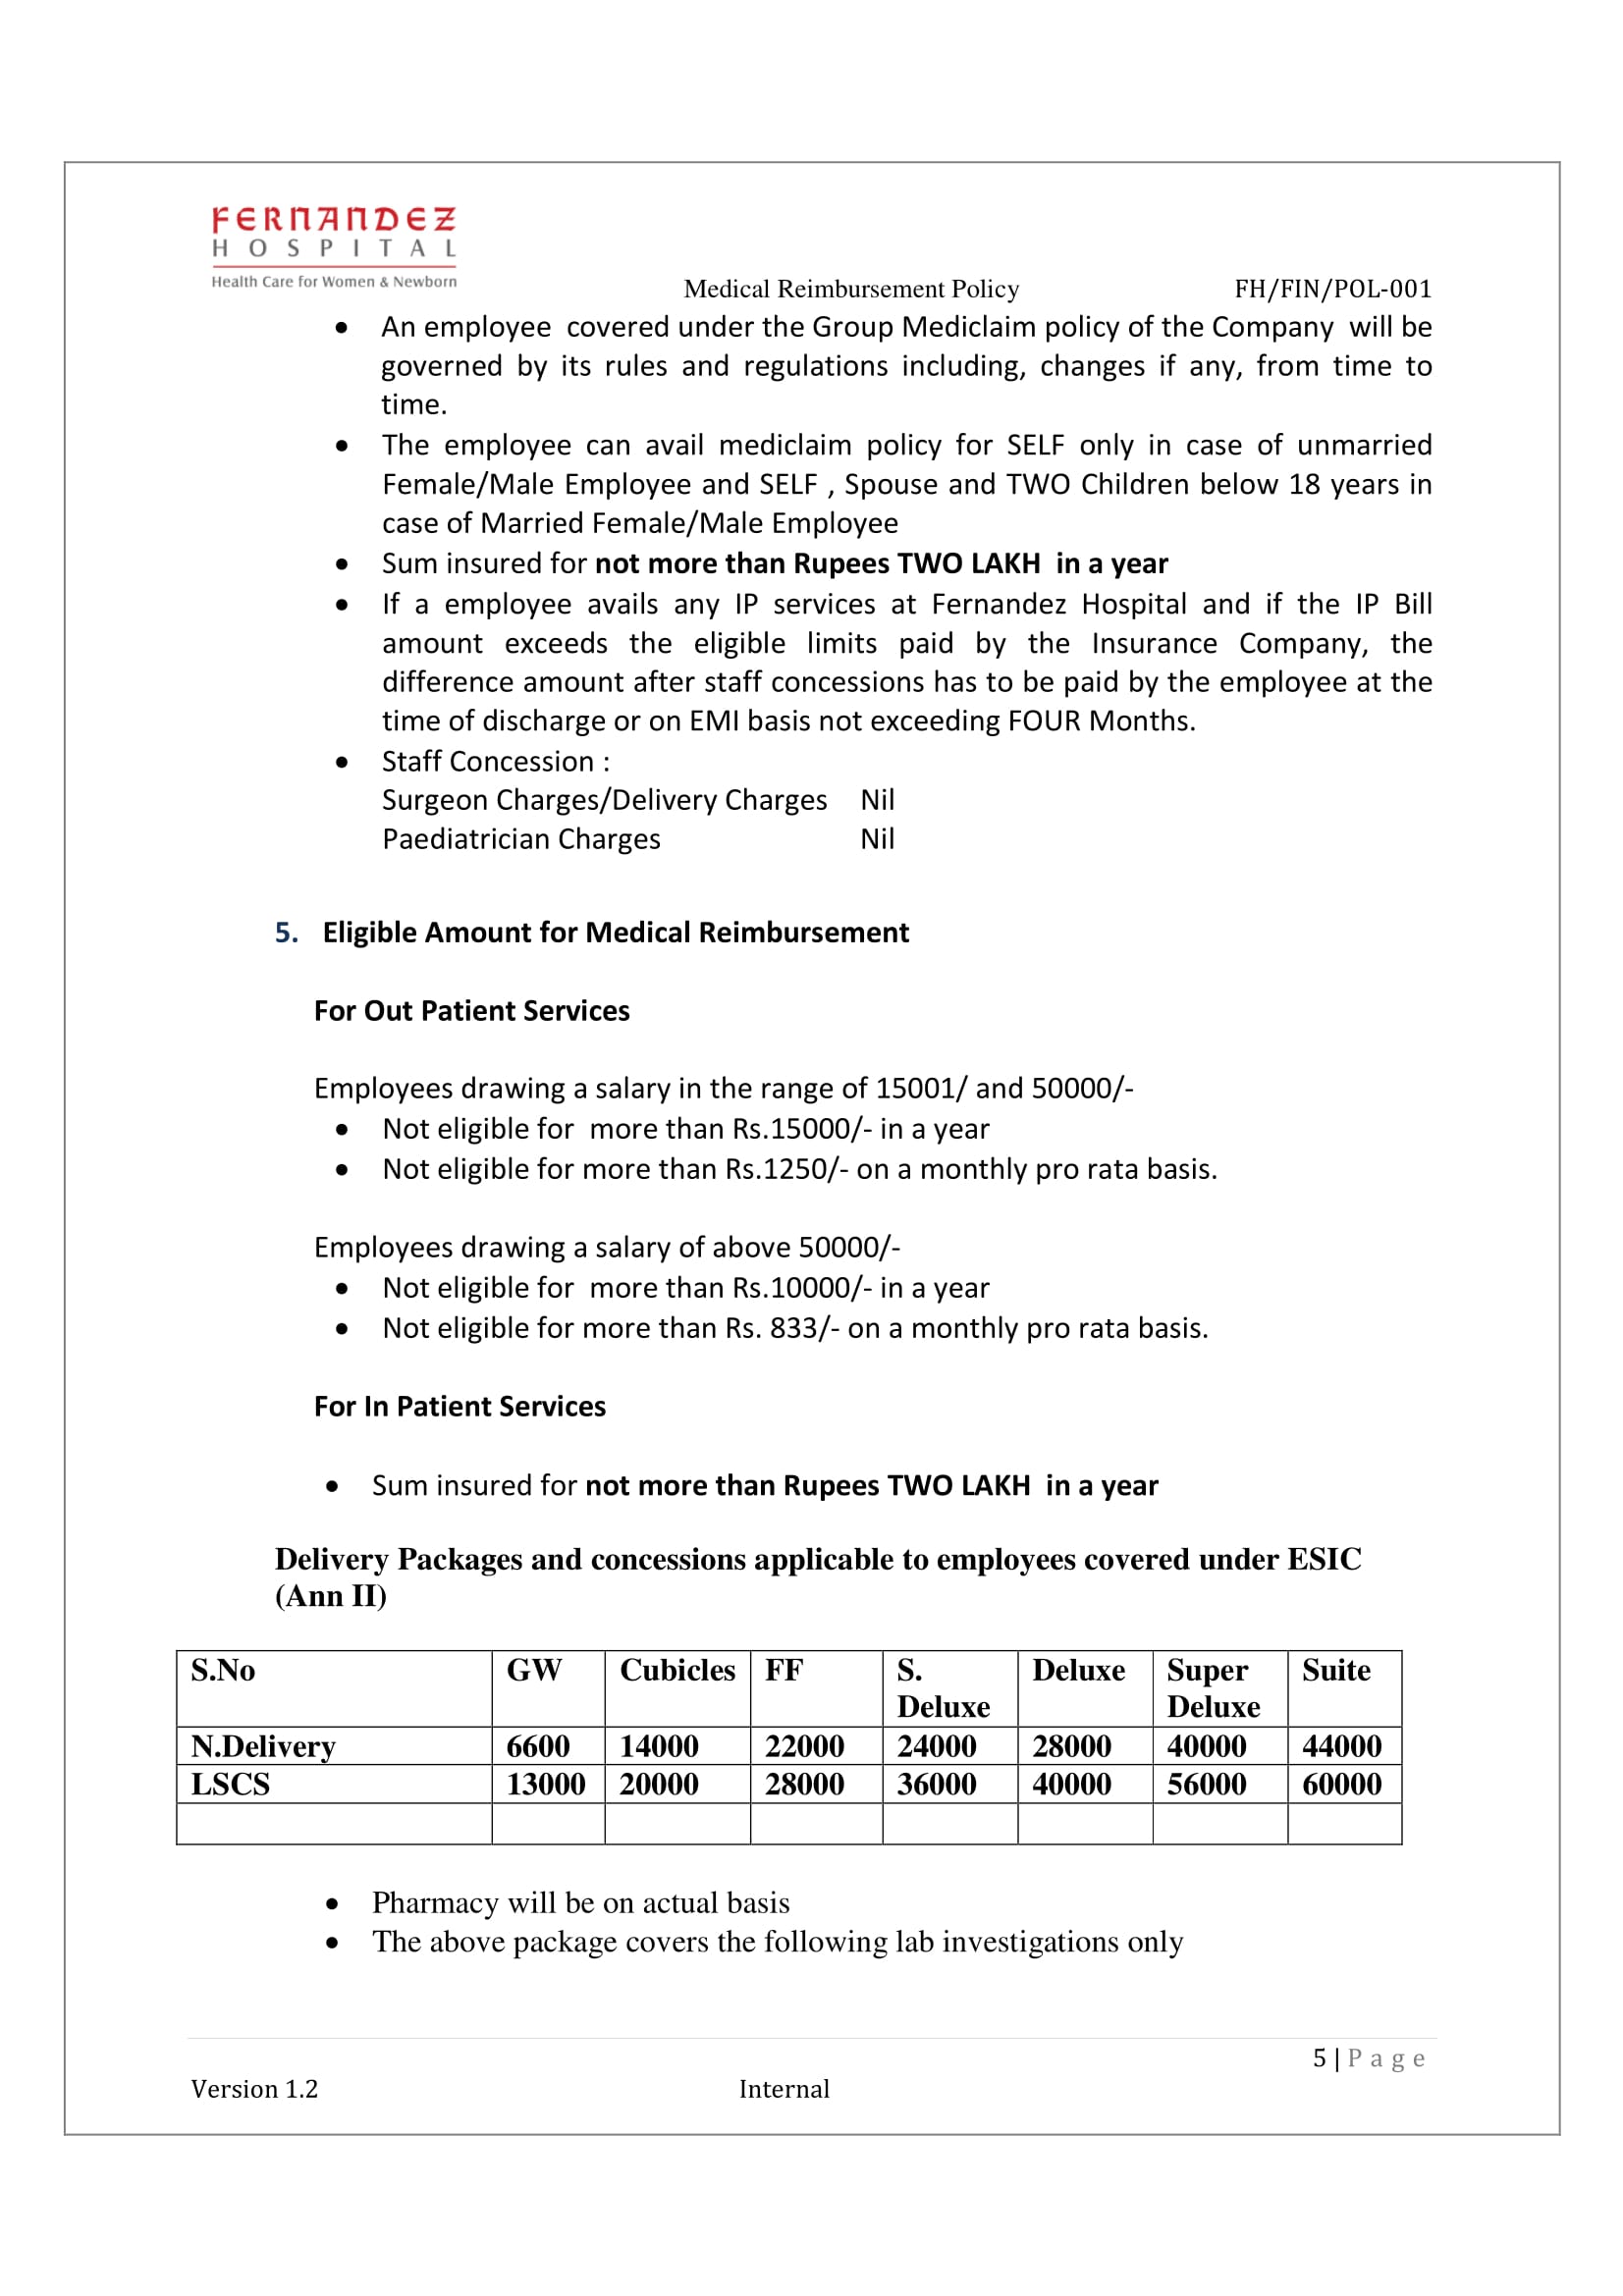 FERNANDEZ
HOSPITAL
Health Care for Women & Newborn
Medical Reimbursement Policy FH/FIN/POL-001
• An employee covered under the Group Mediclaim policy of the Company will be
governed by its rules and regulations including, changes if any, from time to
time.
• The employee can avail mediclaim policy for SELF only in case of unmarried
Female/Male Employee and SELF , Spouse and TWO Children below 18 years in
case of Married Female/Male Employee
• Sum insured for not more than Rupees TWO LAKH in a year
• If a employee avails any IP services at Fernandez Hospital and if the IP Bill
amount exceeds the eligible limits paid by the Insurance Company, the
difference amount after staff concessions has to be paid by the employee at the
time of discharge or on EMI basis not exceeding FOUR Months.
• Staff Concession :
Surgeon Charges/Delivery Charges Nil
Paediatrician Charges Nil
5. Eligible Amount for Medical Reimbursement
For Out Patient Services
Employees drawing a salary in the range of 15001/ and 50000/-
• Not eligible for more than Rs.15000/- in a year
• Not eligible for more than Rs.1250/- on a monthly pro rata basis.
Employees drawing a salary of above 50000/-
• Not eligible for more than Rs.10000/- in a year
• Not eligible for more than Rs. 833/- on a monthly pro rata basis.
For In Patient Services
• Sum insured for not more than Rupees TWO LAKH in a year
Delivery Packages and concessions applicable to employees covered under ESIC
(Ann II)
S.No GW Cubicles FF S. Deluxe Deluxe Super Deluxe Suite
N.Delivery 6600 14000 22000 24000 28000 40000 44000
LSCS 13000 20000 28000 36000 40000 56000 60000
• Pharmacy will be on actual basis
• The above package covers the following lab investigations only
5 | Page
Version 1.2 Internal